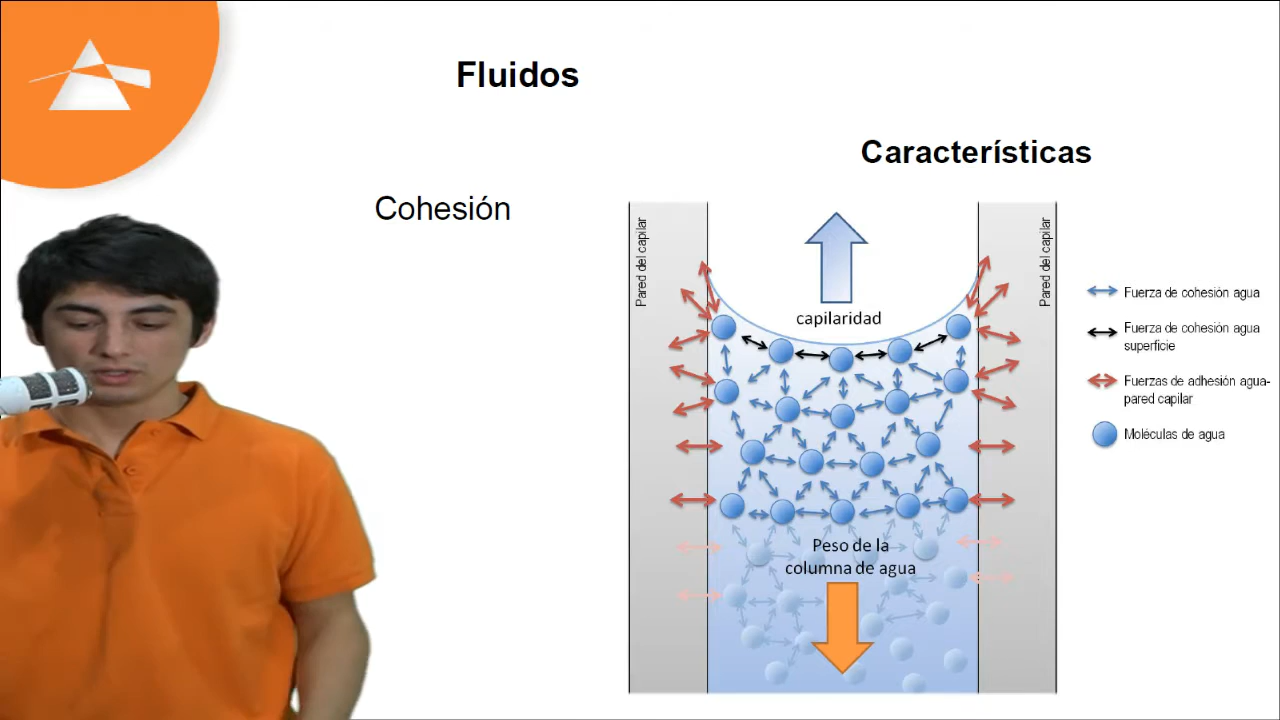 Fluidos
Características
Cohesión
Pared del capilar
Pared del capilar
capilaridad
Fuerza de cohesión agua
Fuerza de cohesión agua
superficie
Fuerzas de adhesión agua-
pared capilar
Moléculas de agua
Peso de la
columna de agua